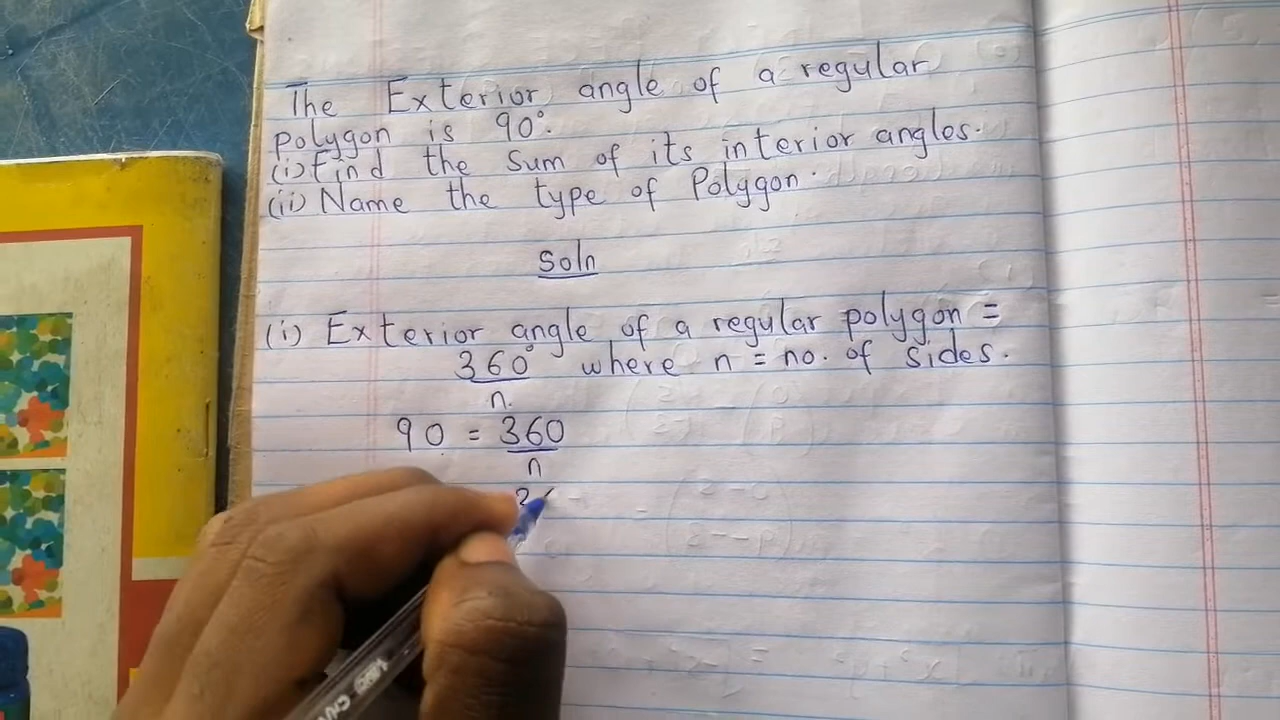 The Exterior angle of a regular
polygon is 90°.
(i) Find the sum of its interior angles.
(ii) Name the type of Polygon.
Soln
(i) Exterior angle of a regular polygon =
360° where n = no. of sides.
n.
90 = 360
n